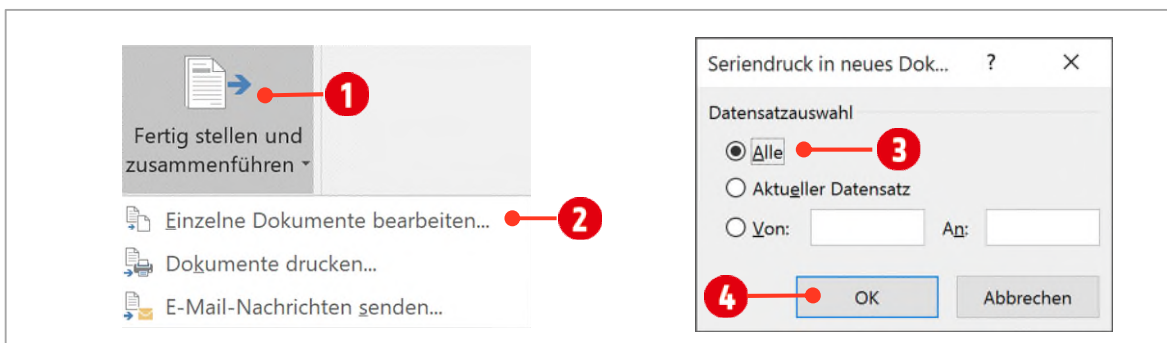 1
Fertig stellen und
zusammenführen
Einzelne Dokumente bearbeiten...
2
Dokumente drucken...
E-Mail-Nachrichten senden...
Seriendruck in neues Dok... ? ×
Datensatzauswahl
Alle
3
Aktueller Datensatz
Von: An:
4
OK Abbrechen